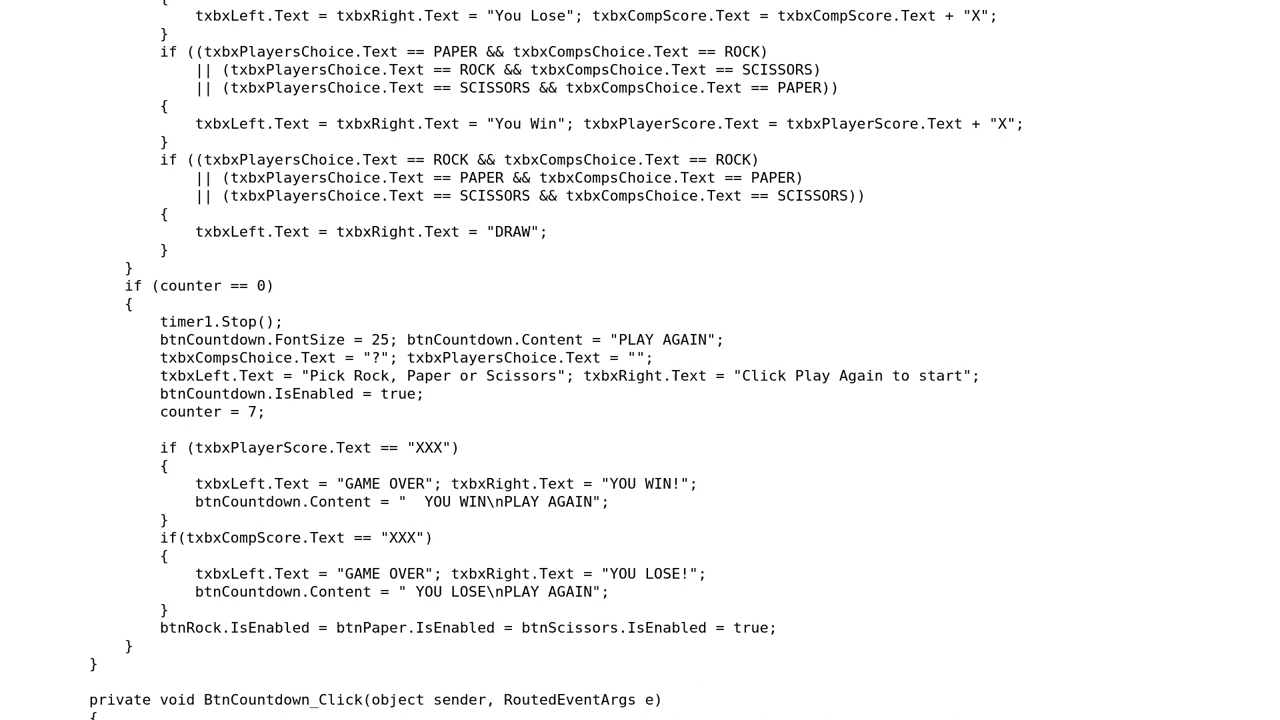 {
txbxLeft.Text = txbxRight.Text = "You Lose"; txbxCompScore.Text = txbxCompScore.Text + "X";
}
if ((txbxPlayersChoice.Text == PAPER && txbxCompsChoice.Text == ROCK)
|| (txbxPlayersChoice.Text == ROCK && txbxCompsChoice.Text == SCISSORS)
|| (txbxPlayersChoice.Text == SCISSORS && txbxCompsChoice.Text == PAPER))
{
txbxLeft.Text = txbxRight.Text = "You Win"; txbxPlayerScore.Text = txbxPlayerScore.Text + "X";
}
if ((txbxPlayersChoice.Text == ROCK && txbxCompsChoice.Text == ROCK)
|| (txbxPlayersChoice.Text == PAPER && txbxCompsChoice.Text == PAPER)
|| (txbxPlayersChoice.Text == SCISSORS && txbxCompsChoice.Text == SCISSORS))
{
txbxLeft.Text = txbxRight.Text = "DRAW";
}
}
if (counter == 0)
{
timer1.Stop();
btnCountdown.FontSize = 25; btnCountdown.Content = "PLAY AGAIN";
txbxCompsChoice.Text = "?"; txbxPlayersChoice.Text = "";
txbxLeft.Text = "Pick Rock, Paper or Scissors"; txbxRight.Text = "Click Play Again to start";
btnCountdown.IsEnabled = true;
counter = 7;
if (txbxPlayerScore.Text == "XXX")
{
txbxLeft.Text = "GAME OVER"; txbxRight.Text = "YOU WIN!";
btnCountdown.Content = "  YOU WIN\nPLAY AGAIN";
}
if(txbxCompScore.Text == "XXX")
{
txbxLeft.Text = "GAME OVER"; txbxRight.Text = "YOU LOSE!";
btnCountdown.Content = " YOU LOSE\nPLAY AGAIN";
}
btnRock.IsEnabled = btnPaper.IsEnabled = btnScissors.IsEnabled = true;
}
}
private void BtnCountdown_Click(object sender, RoutedEventArgs e)
{